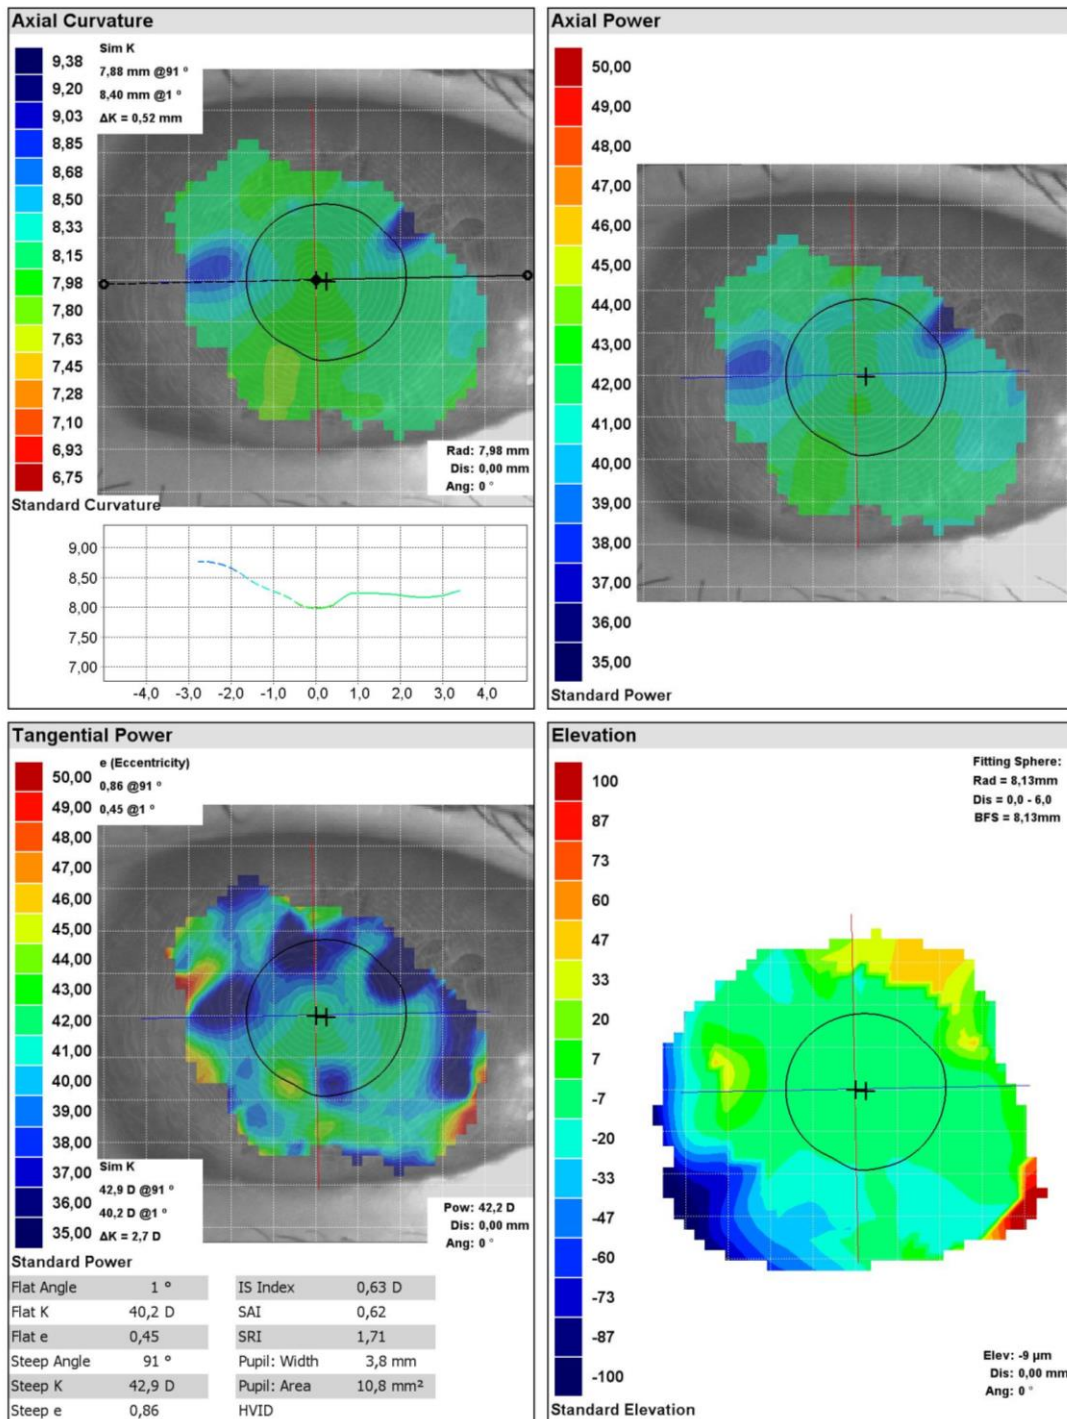 Axial Curvature
Sim K
7,88 mm @91 °
8,40 mm @1 °
ΔK = 0,52 mm
9,38
9,20
9,03
8,85
8,68
8,50
8,33
8,15
7,98
7,80
7,63
7,45
7,28
7,10
6,93
6,75
Rad: 7,98 mm
Dis: 0,00 mm
Ang: 0 °
Standard Curvature
9,00
8,50
8,00
7,50
7,00
-4,0 -3,0 -2,0 -1,0 0,0 1,0 2,0 3,0 4,0
Axial Power
50,00
49,00
48,00
47,00
46,00
45,00
44,00
43,00
42,00
41,00
40,00
39,00
38,00
37,00
36,00
35,00
Standard Power
Tangential Power
e (Eccentricity)
0,86 @91 °
0,45 @1 °
50,00
49,00
48,00
47,00
46,00
45,00
44,00
43,00
42,00
41,00
40,00
39,00
38,00
37,00
36,00
35,00
Sim K
42,9 D @91 °
40,2 D @1 °
ΔK = 2,7 D
Pow: 42,2 D
Dis: 0,00 mm
Ang: 0 °
Standard Power
Flat Angle 1 ° IS Index 0,63 D
Flat K 40,2 D SAI 0,62
Flat e 0,45 SRI 1,71
Steep Angle 91 ° Pupil: Width 3,8 mm
Steep K 42,9 D Pupil: Area 10,8 mm²
Steep e 0,86 HVID
Elevation
Fitting Sphere:
Rad = 8,13mm
Dis = 0,0 - 6,0
BFS = 8,13mm
100
87
73
60
47
33
20
7
-7
-20
-33
-47
-60
-73
-87
-100
Elev: -9 µm
Dis: 0,00 mm
Ang: 0 °
Standard Elevation